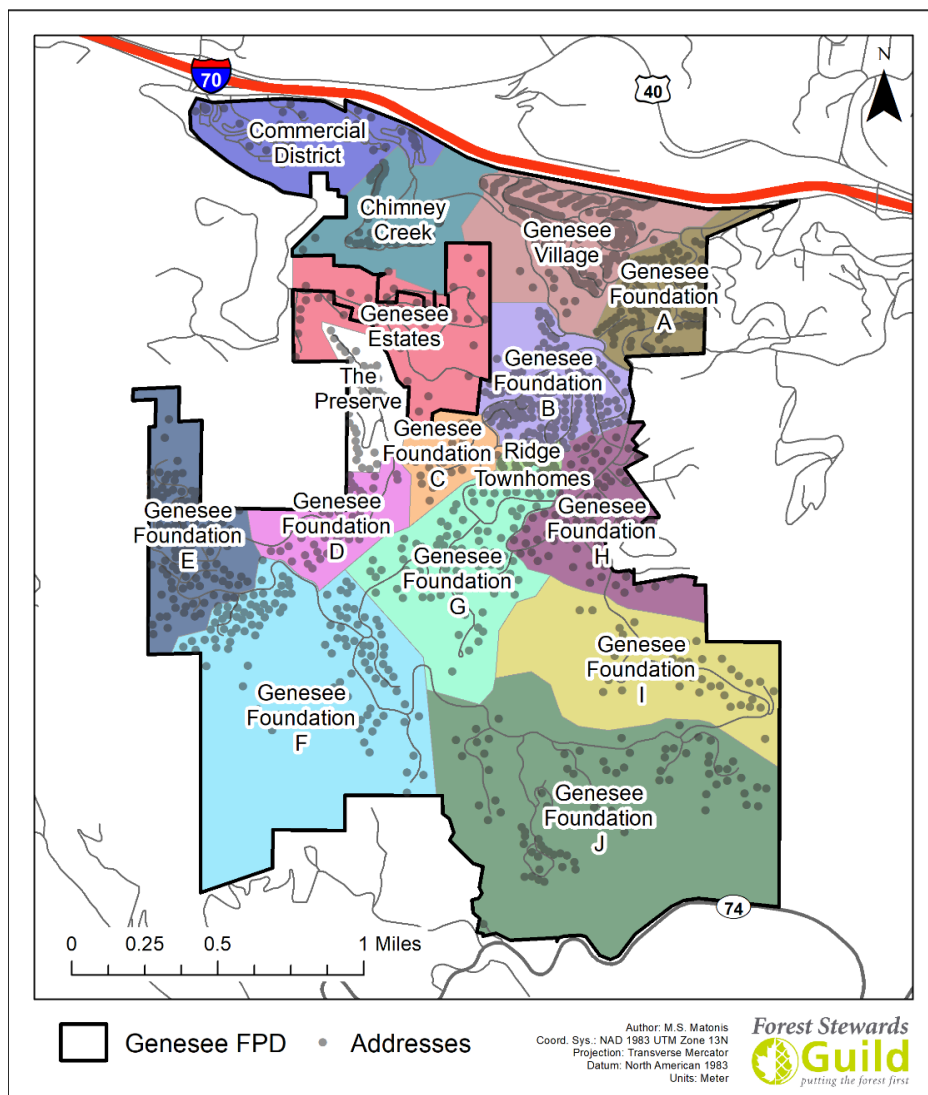 70
40
N
Commercial
District
Chimney
Creek
Genesee
Village
Genesee
Foundation
A
Genesee
Estates
Genesee
Foundation
B
The
Preserve
Genesee
Foundation
C
Ridge
Townhomes
Genesee
Foundation
D
Genesee
Foundation
E
Genesee
Foundation
H
Genesee
Foundation
G
Genesee
Foundation
I
Genesee
Foundation
F
Genesee
Foundation
J
74
0 0.25 0.5 1 Miles
Genesee FPD
Addresses
Author: M.S. Matonis
Coord. Sys.: NAD 1983 UTM Zone 13N
Projection: Transverse Mercator
Datum: North American 1983
Units: Meter
Forest Stewards
Guild
putting the forest first